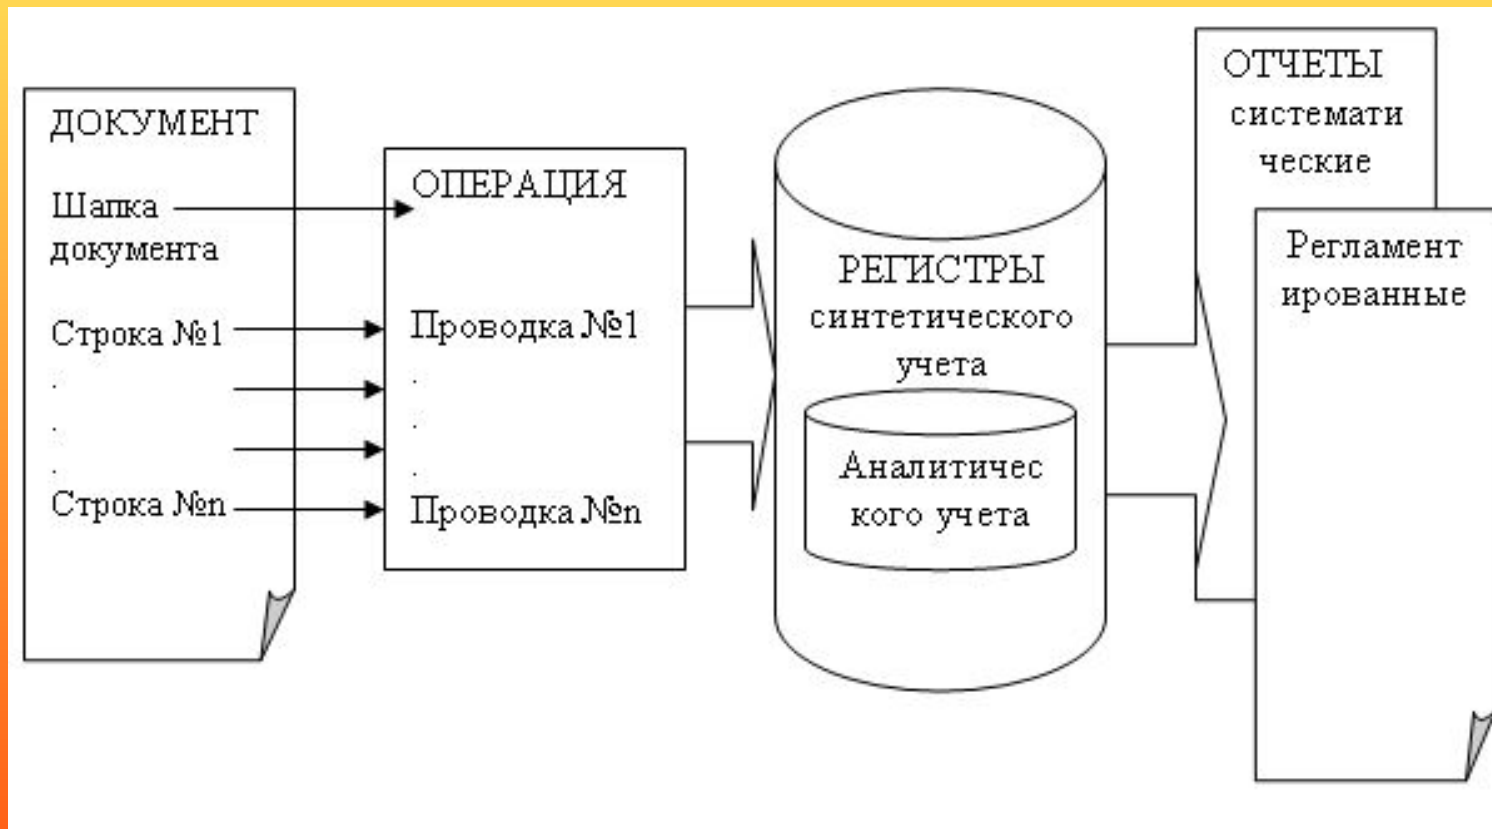 ДОКУМЕНТ
Шапка
документа
Строка №1
.
.
.
Строка №n
ОПЕРАЦИЯ
Проводка №1
.
.
.
Проводка №n
РЕГИСТРЫ
синтетического
учета
Аналитичес
кого учета
ОТЧЕТЫ
системати
ческие
Регламент
ированные